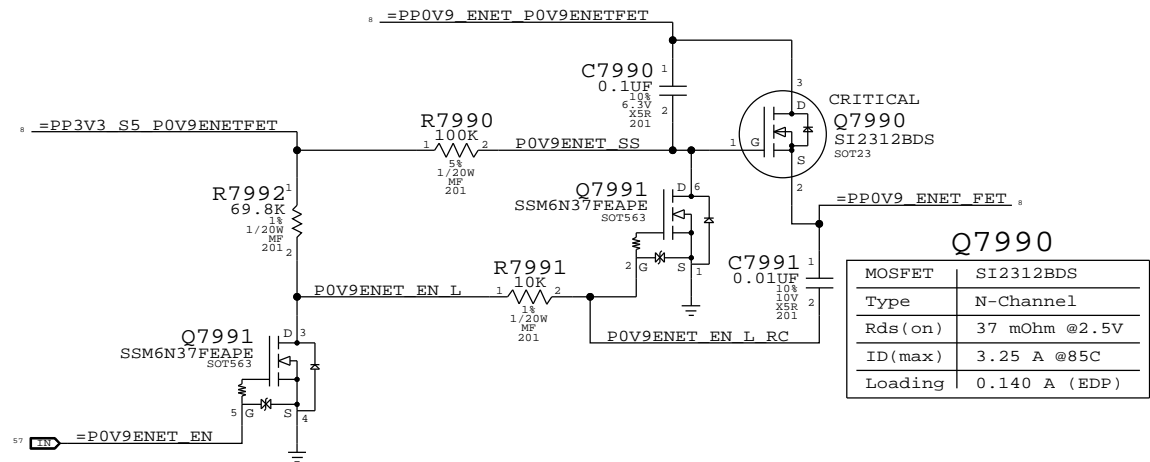 8 =PP0V9_ENET_P0V9ENETFET
C7990 1
0.1UF
10%
6.3V
X5R
201
2
3
D
CRITICAL
Q7990
SI2312BDS
SOT23
1 G
S
2
8 =PP3V3_S5_P0V9ENETFET
R7990
100K
1 2
5%
1/20W
MF
201
P0V9ENET_SS
R7992 1
69.8K
1%
1/20W
MF
201
2
Q7991
SSM6N37FEAPE
SOT563
D 6
2 G S 1
=PP0V9_ENET_FET 8
C7991 1
0.01UF
10%
10V
X5R
201
2
P0V9ENET_EN_L
R7991
10K
1 2
1%
1/20W
MF
201
P0V9ENET_EN_L_RC
Q7991
SSM6N37FEAPE
SOT563
D 3
5 G S 4
57 IN =P0V9ENET_EN
Q7990
MOSFET SI2312BDS
Type N-Channel
Rds(on) 37 mOhm @2.5V
ID(max) 3.25 A @85C
Loading 0.140 A (EDP)